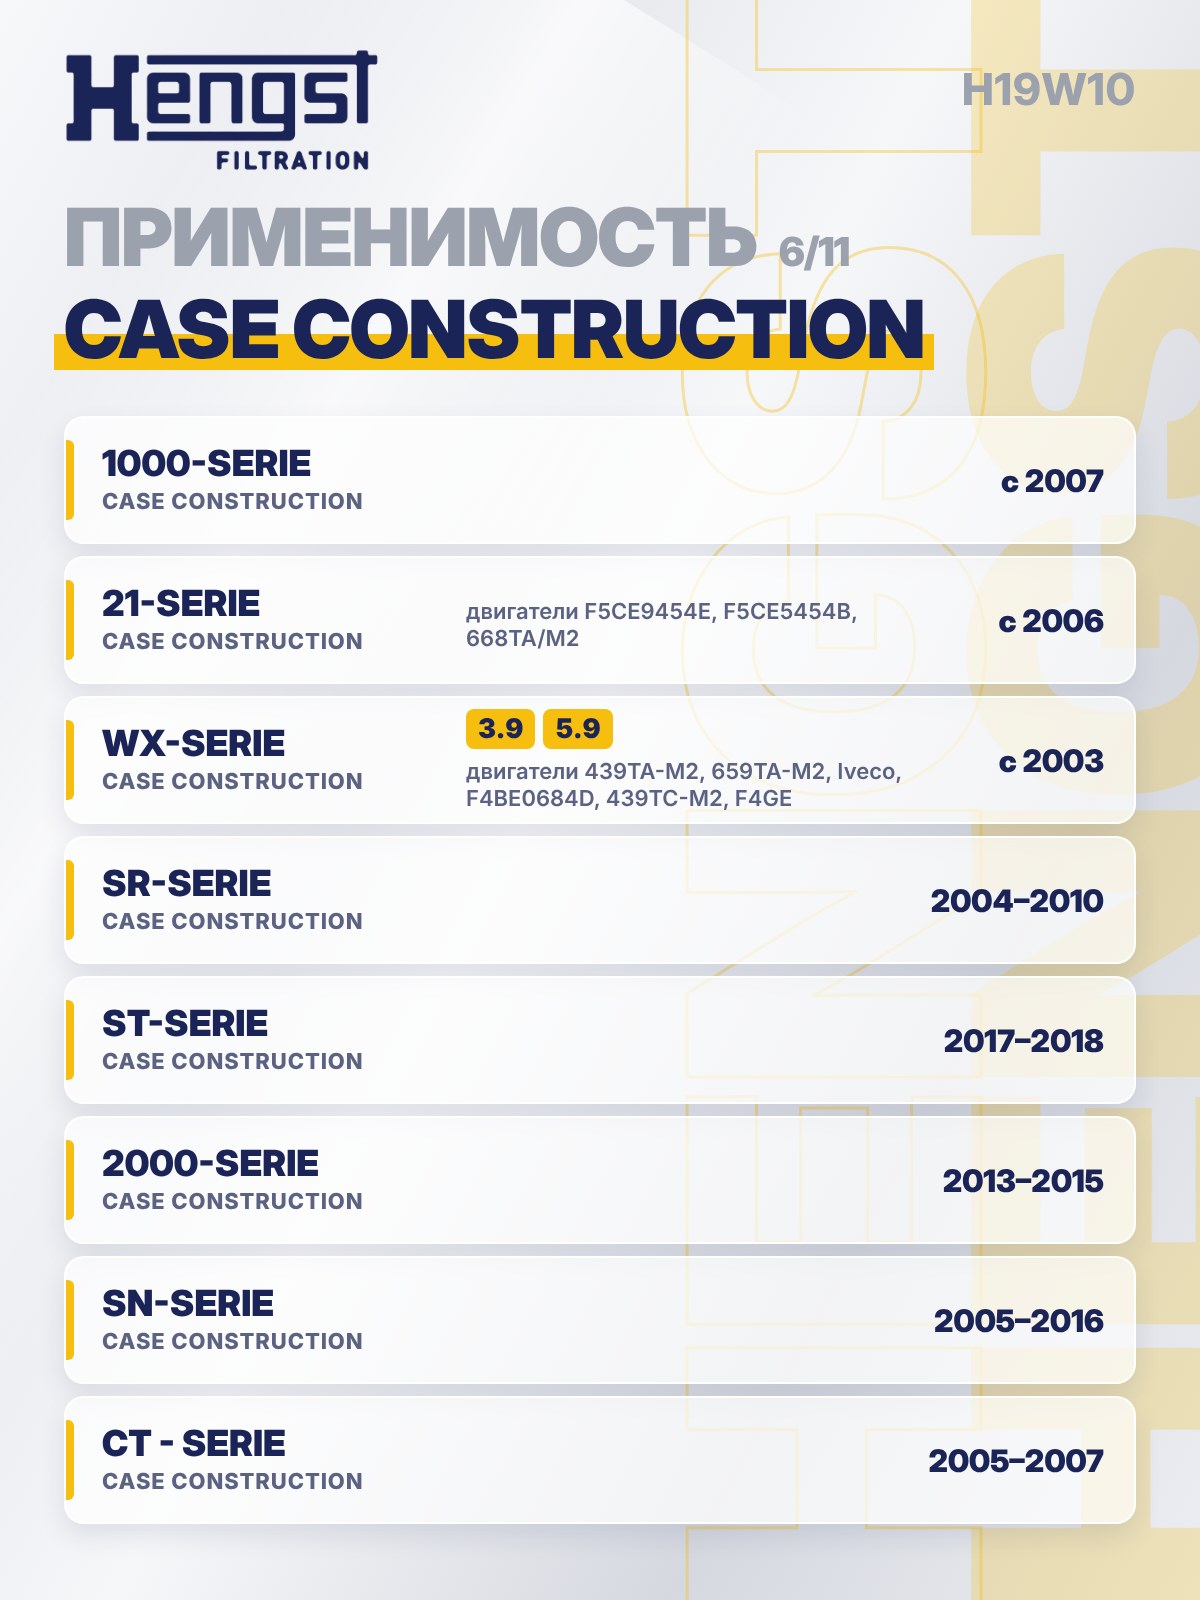 Hengst
FILTRATION
H19W10
ПРИМЕНИМОСТЬ 6/11
CASE CONSTRUCTION
1000-SERIE
CASE CONSTRUCTION
с 2007
21-SERIE
CASE CONSTRUCTION
двигатели F5CE9454E, F5CE5454B,
668TA/M2
с 2006
WX-SERIE
CASE CONSTRUCTION
3.9 5.9
двигатели 439TA-M2, 659TA-M2, Iveco,
F4BE0684D, 439TC-M2, F4GE
с 2003
SR-SERIE
CASE CONSTRUCTION
2004–2010
ST-SERIE
CASE CONSTRUCTION
2017–2018
2000-SERIE
CASE CONSTRUCTION
2013–2015
SN-SERIE
CASE CONSTRUCTION
2005–2016
CT - SERIE
CASE CONSTRUCTION
2005–2007
HENGST
HENGST